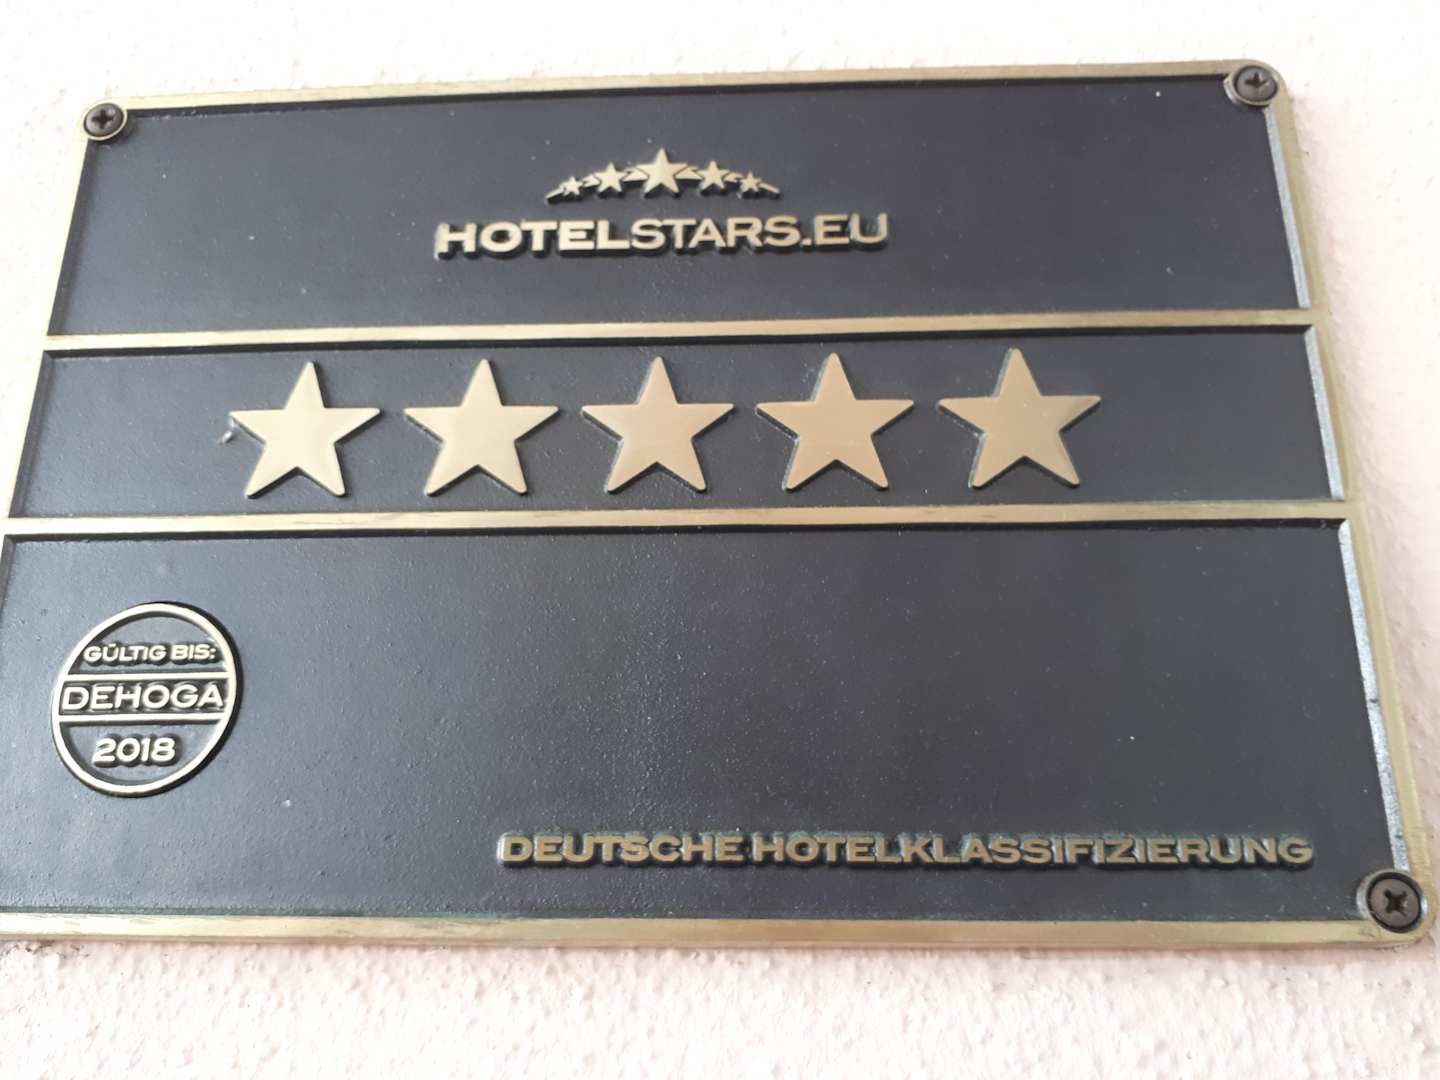 HOTELSTARS.EU
GÜLTIG BIS:
DEHOGA
2018
DEUTSCHE HOTELKLASSIFIZIERUNG